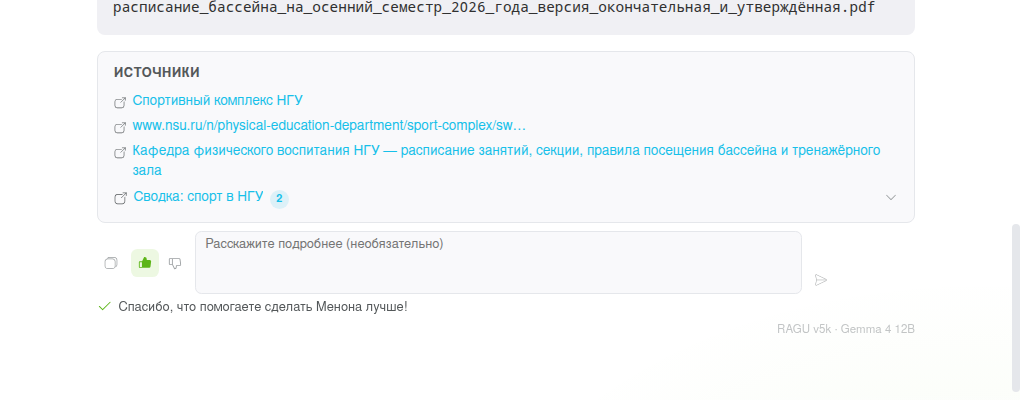 расписание_бассейна_на_осенний_семестр_2026_года_версия_окончательная_и_утверждённая.pdf
ИСТОЧНИКИ
Спортивный комплекс НГУ
www.nsu.ru/n/physical-education-department/sport-complex/sw…
Кафедра физического воспитания НГУ — расписание занятий, секции, правила посещения бассейна и тренажёрного
зала
Сводка: спорт в НГУ 2
Расскажите подробнее (необязательно)
Спасибо, что помогаете сделать Менона лучше!
RAGU v5k · Gemma 4 12B